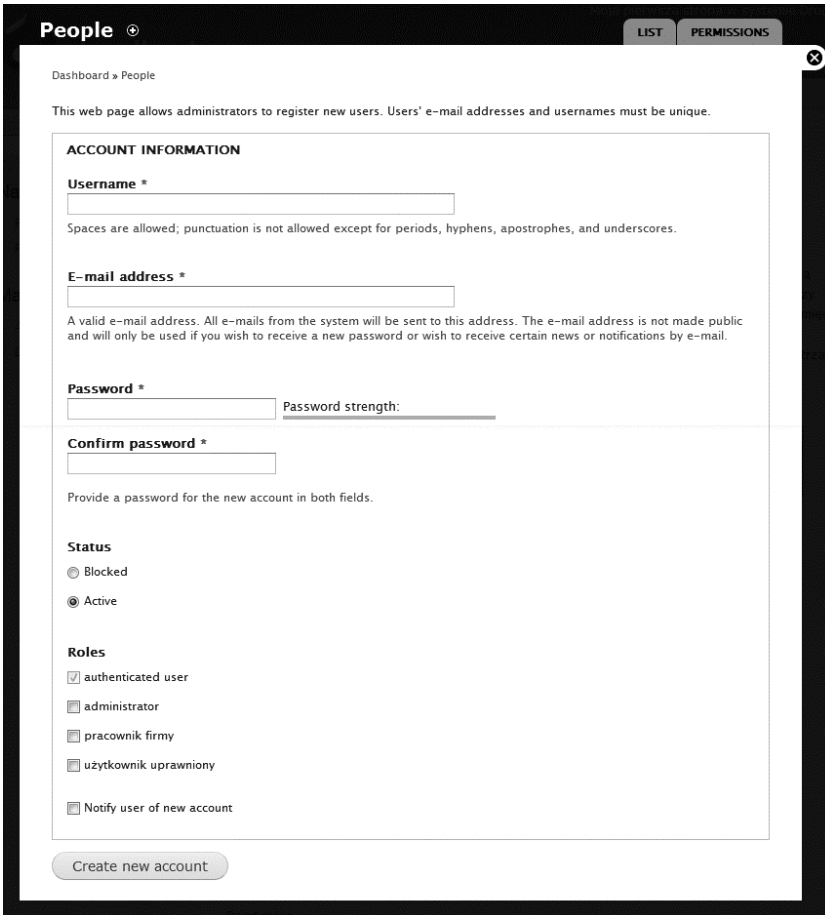 People
LIST PERMISSIONS
Dashboard » People
This web page allows administrators to register new users. Users' e-mail addresses and usernames must be unique.
ACCOUNT INFORMATION
Username *
Spaces are allowed; punctuation is not allowed except for periods, hyphens, apostrophes, and underscores.
E-mail address *
A valid e-mail address. All e-mails from the system will be sent to this address. The e-mail address is not made public
and will only be used if you wish to receive a new password or wish to receive certain news or notifications by e-mail.
Password *
Password strength:
Confirm password *
Provide a password for the new account in both fields.
Status
Blocked
Active
Roles
authenticated user
administrator
pracownik firmy
użytkownik uprawniony
Notify user of new account
Create new account